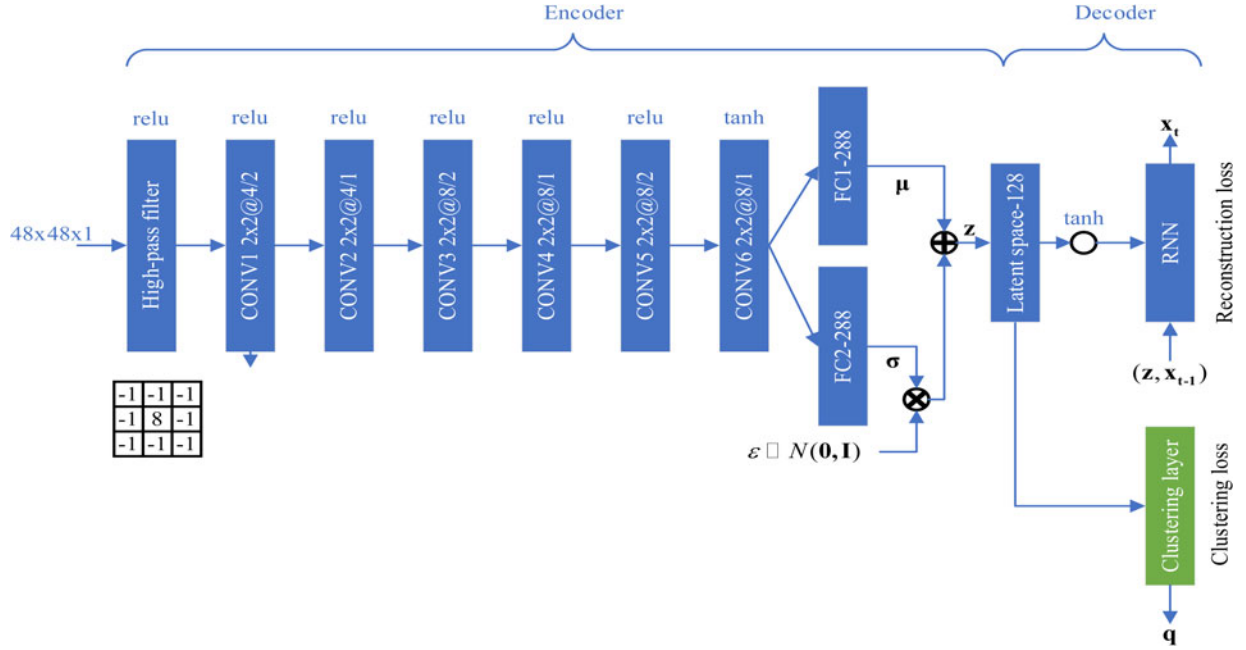 Encoder
Decoder
relu
relu
relu
relu
relu
relu
tanh
48x48x1
High-pass filter
CONV1 2x2@4/2
CONV2 2x2@4/1
CONV3 2x2@8/2
CONV4 2x2@8/1
CONV5 2x2@8/2
CONV6 2x2@8/1
FC1-288
FC2-288
μ
σ
z
Latent space-128
tanh
x_t
RNN
Reconstruction loss
(z, x_{t-1})
-1 -1 -1
-1 8 -1
-1 -1 -1
ε □ N(0, I)
Clustering layer
Clustering loss
q